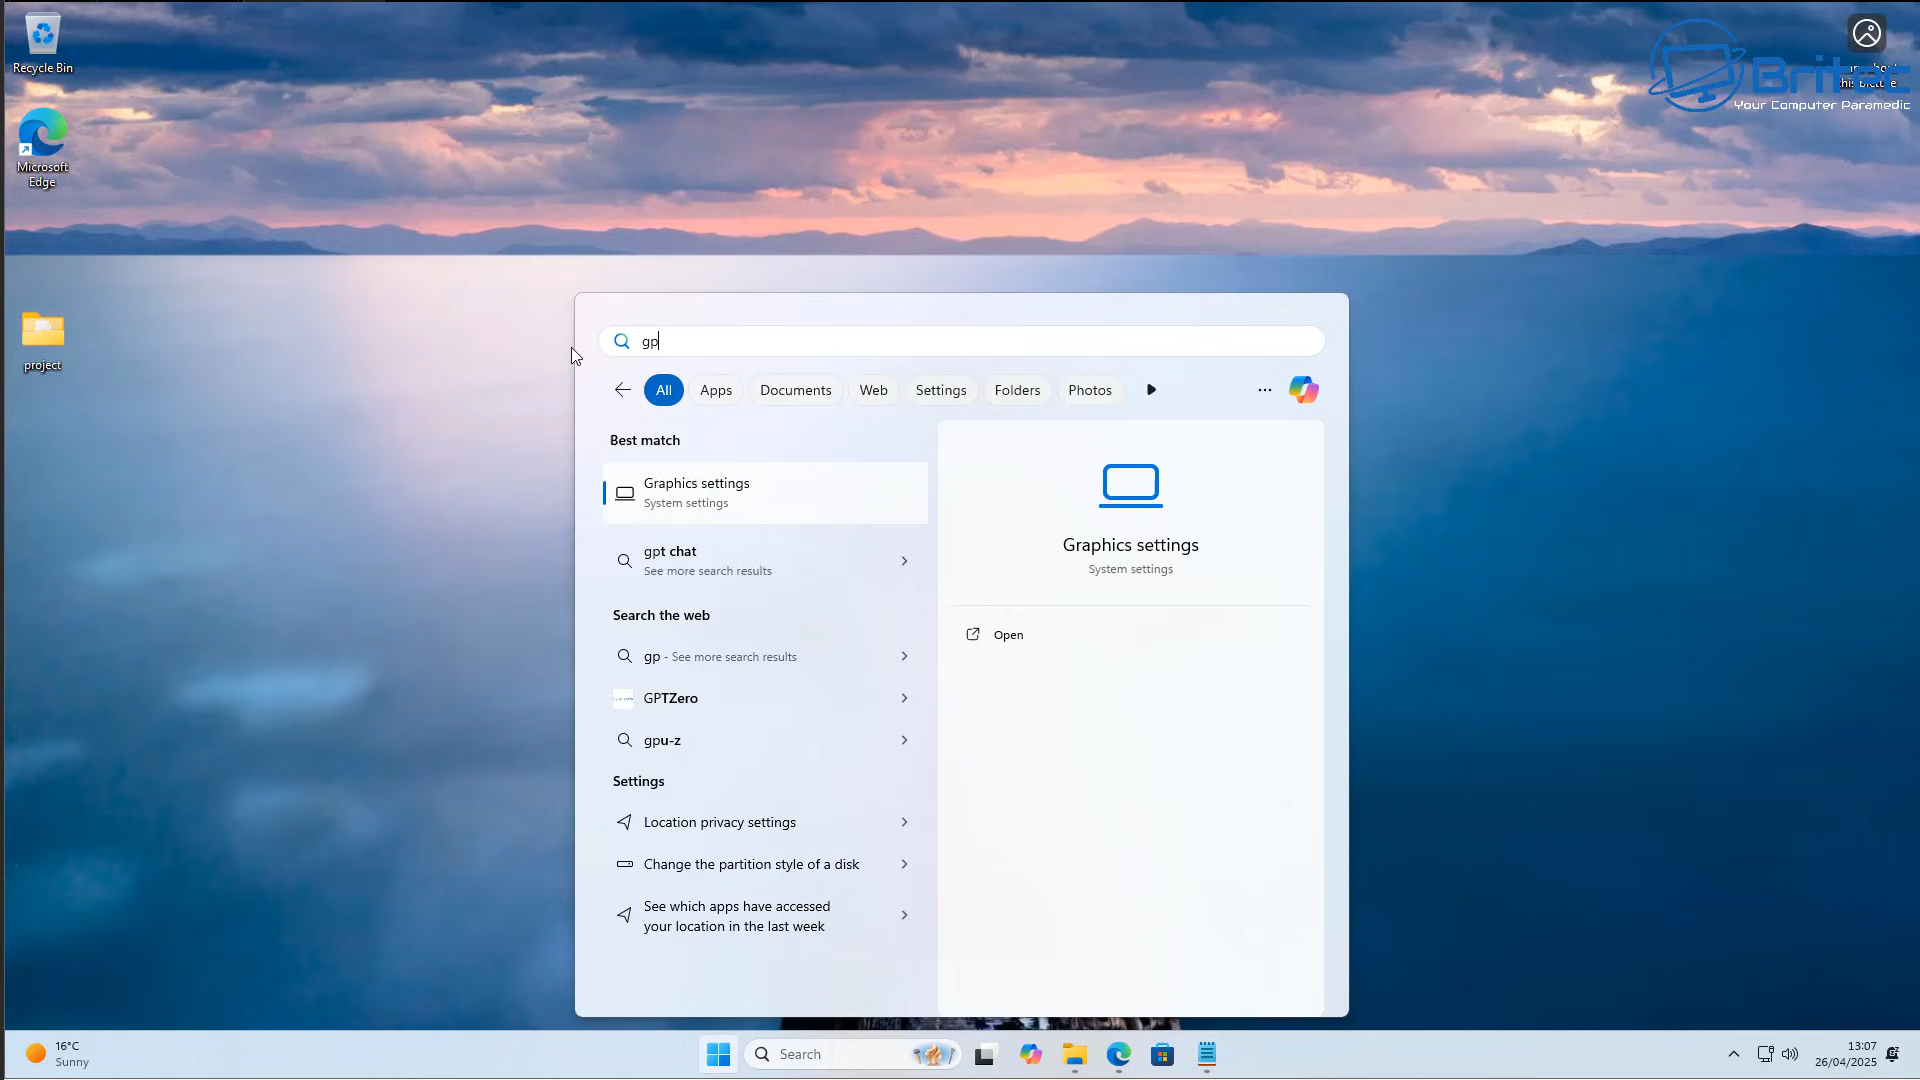 Recycle Bin
Microsoft
Edge
project
Britec
Your Computer Paramedic
this picture
gp
All
Apps
Documents
Web
Settings
Folders
Photos
Best match
Graphics settings
System settings
gpt chat
See more search results
Search the web
gp - See more search results
GPTZero
gpu-z
Settings
Location privacy settings
Change the partition style of a disk
See which apps have accessed
your location in the last week
Graphics settings
System settings
Open
16°C
Sunny
Search
13:07
26/04/2025